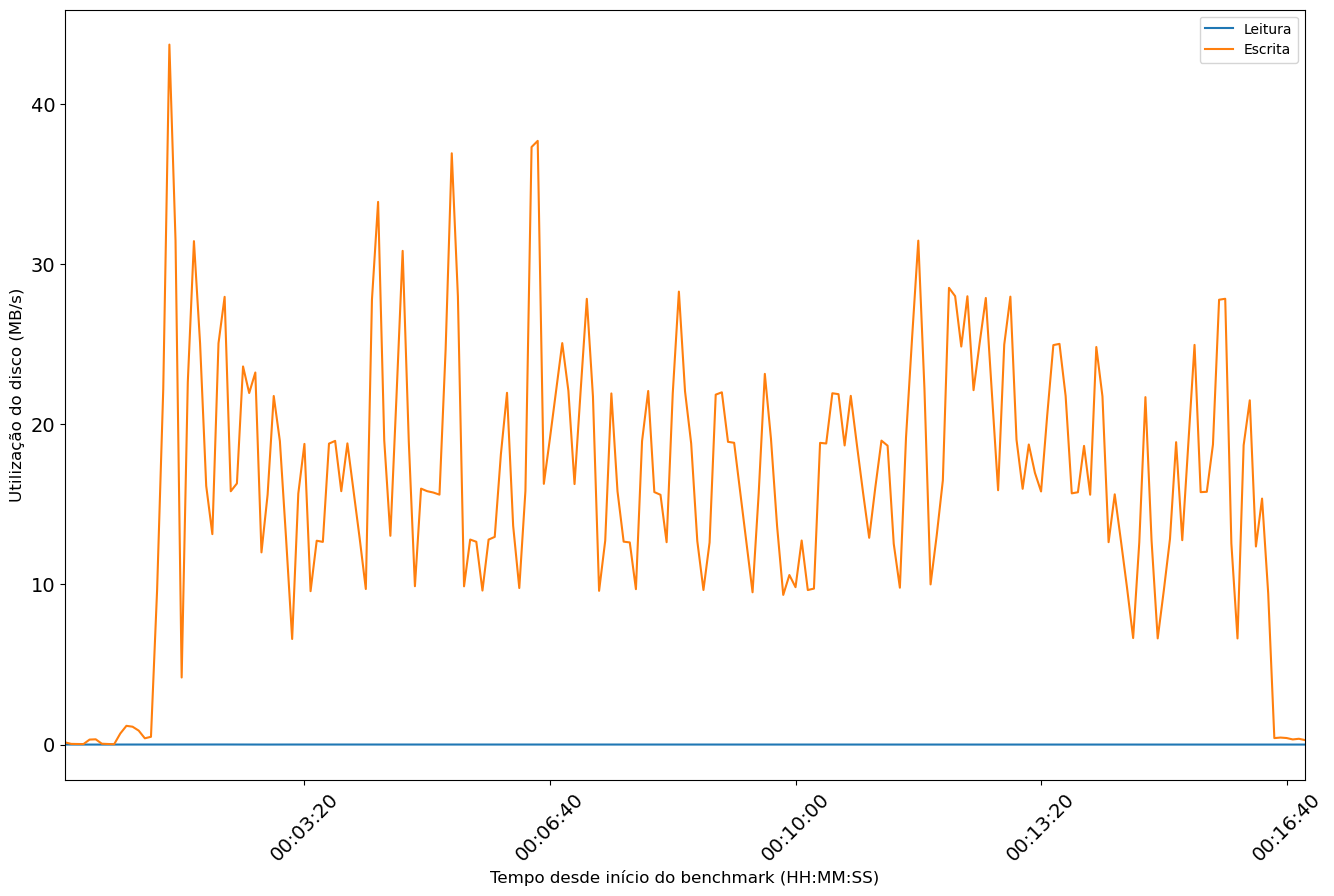 Leitura
Escrita
40
30
20
10
0
Utilização do disco (MB/s)
00:03:20
00:06:40
00:10:00
00:13:20
00:16:40
Tempo desde início do benchmark (HH:MM:SS)